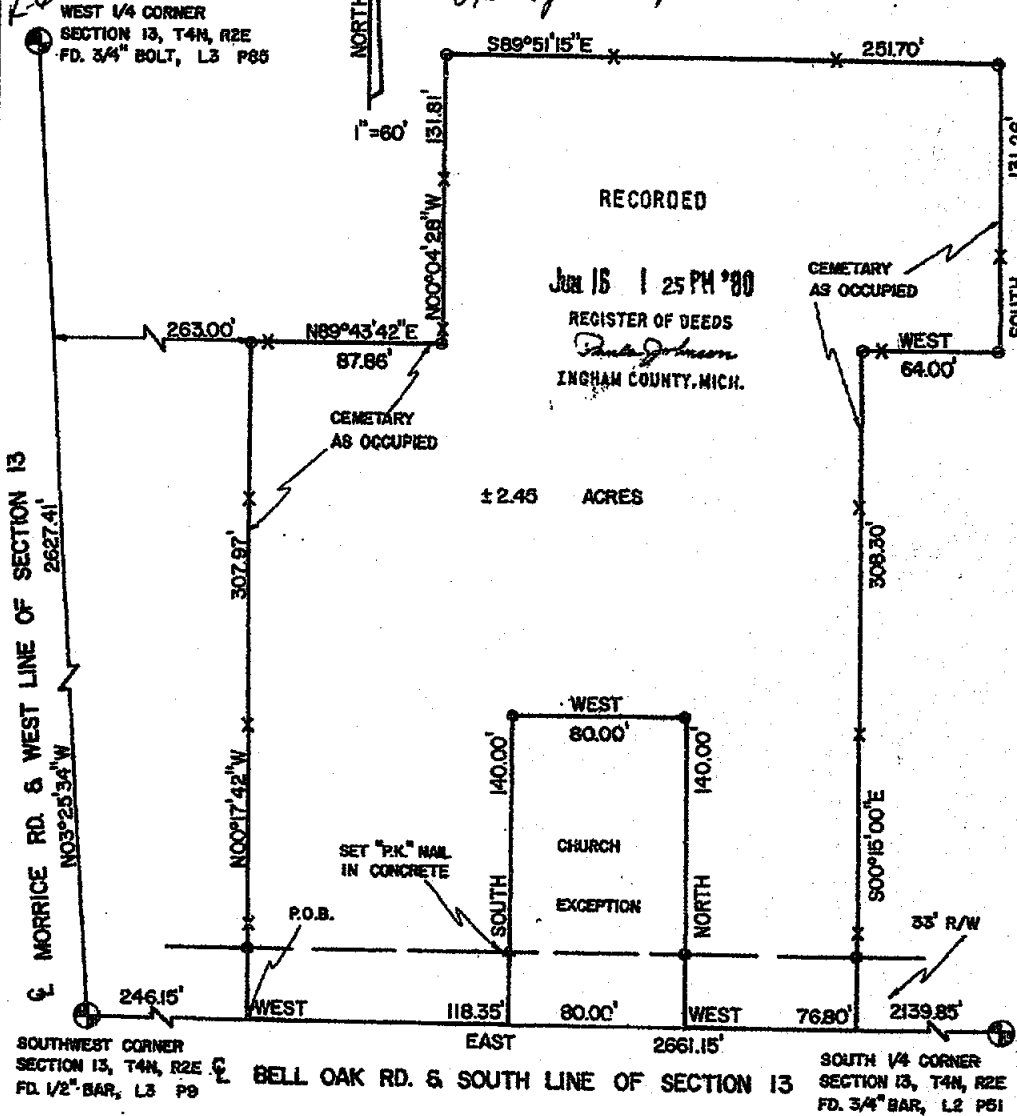 WEST 1/4 CORNER
SECTION 13, T4N, R2E
FD. 3/4" BOLT, L3 P85
NORTH
1"=60'
S89°51'15"E
251.70'
131.81'
N00°04'28"W
SOUTH
RECORDED
Jun 16 1 25 PM '80
REGISTER OF DEEDS
Paula Johnson
INGHAM COUNTY, MICH.
CEMETARY
AS OCCUPIED
WEST
64.00'
263.00'
N89°43'42"E
87.86'
CEMETARY
AS OCCUPIED
± 2.45 ACRES
℄ MORRICE RD. & WEST LINE OF SECTION 13
2627.41'
N03°25'34"W
307.97'
N00°17'42"W
308.30'
S00°15'00"E
WEST
80.00'
140.00'
SOUTH
140.00'
NORTH
CHURCH
EXCEPTION
SET "P.K." NAIL
IN CONCRETE
P.O.B.
33' R/W
246.15'
WEST
118.35'
80.00'
WEST
76.80'
2139.85'
EAST
2661.15'
SOUTHWEST CORNER
SECTION 13, T4N, R2E
FD. 1/2" BAR, L3 P9
℄ BELL OAK RD. & SOUTH LINE OF SECTION 13
SOUTH 1/4 CORNER
SECTION 13, T4N, R2E
FD. 3/4" BAR, L2 P51